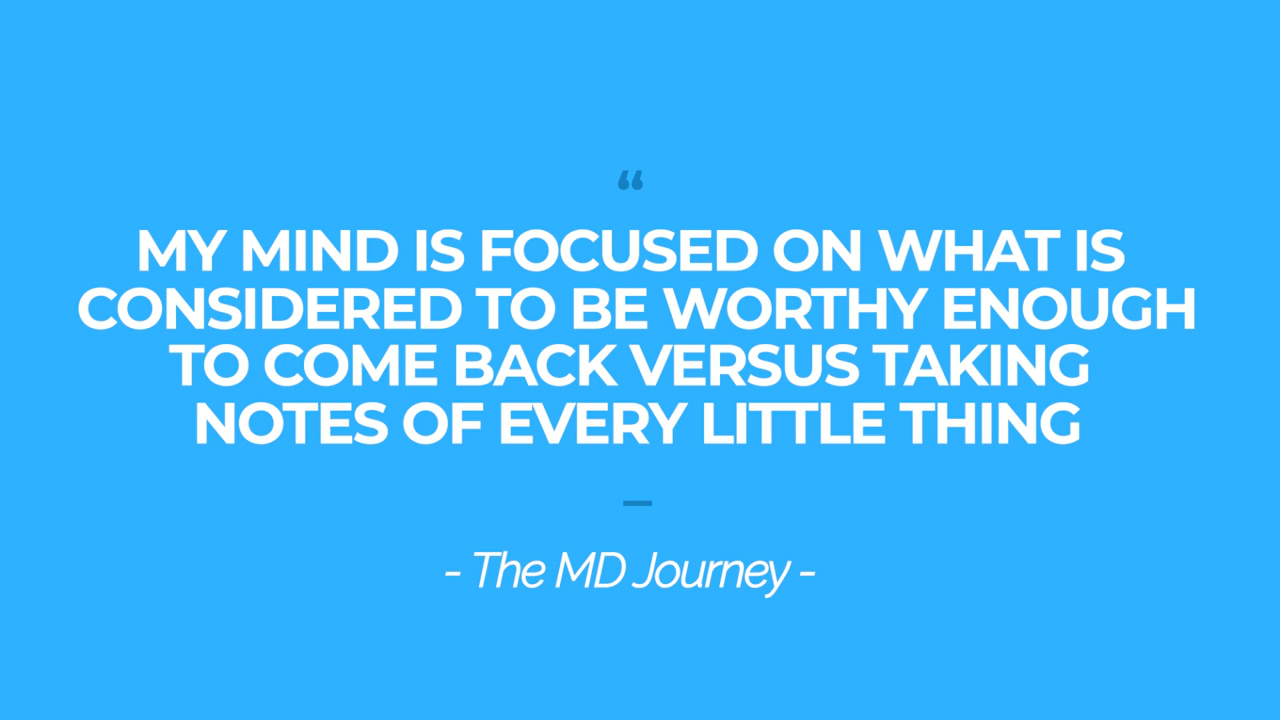 “
MY MIND IS FOCUSED ON WHAT IS
CONSIDERED TO BE WORTHY ENOUGH
TO COME BACK VERSUS TAKING
NOTES OF EVERY LITTLE THING
- The MD Journey -